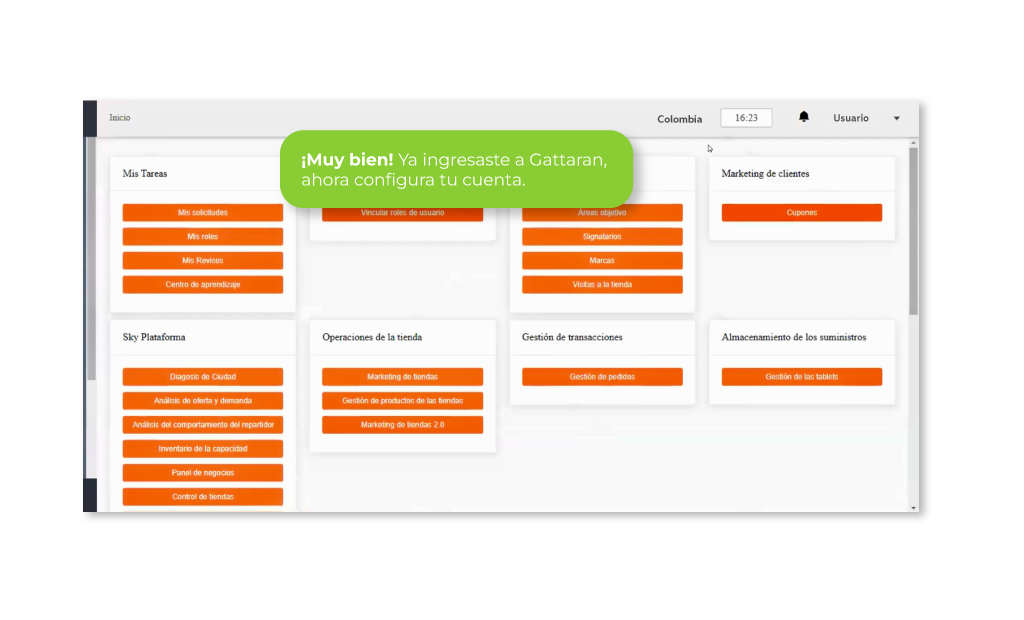 Inicio
Colombia
16:23
Usuario
¡Muy bien! Ya ingresaste a Gattaran,
ahora configura tu cuenta.
Mis Tareas
Mis solicitudes
Mis roles
Mis Revisos
Centro de aprendizaje
Vincular roles de usuario
Áreas objetivo
Signatarios
Marcas
Visitas a la tienda
Marketing de clientes
Cupones
Sky Plataforma
Diagosis de Ciudad
Análisis de oferta y demanda
Análisis del comportamiento del repartidor
Inventario de la capacidad
Panel de negocios
Control de tiendas
Operaciones de la tienda
Marketing de tiendas
Gestión de productos de las tiendas
Marketing de tiendas 2.0
Gestión de transacciones
Gestión de pedidos
Almacenamiento de los suministros
Gestión de las tablets